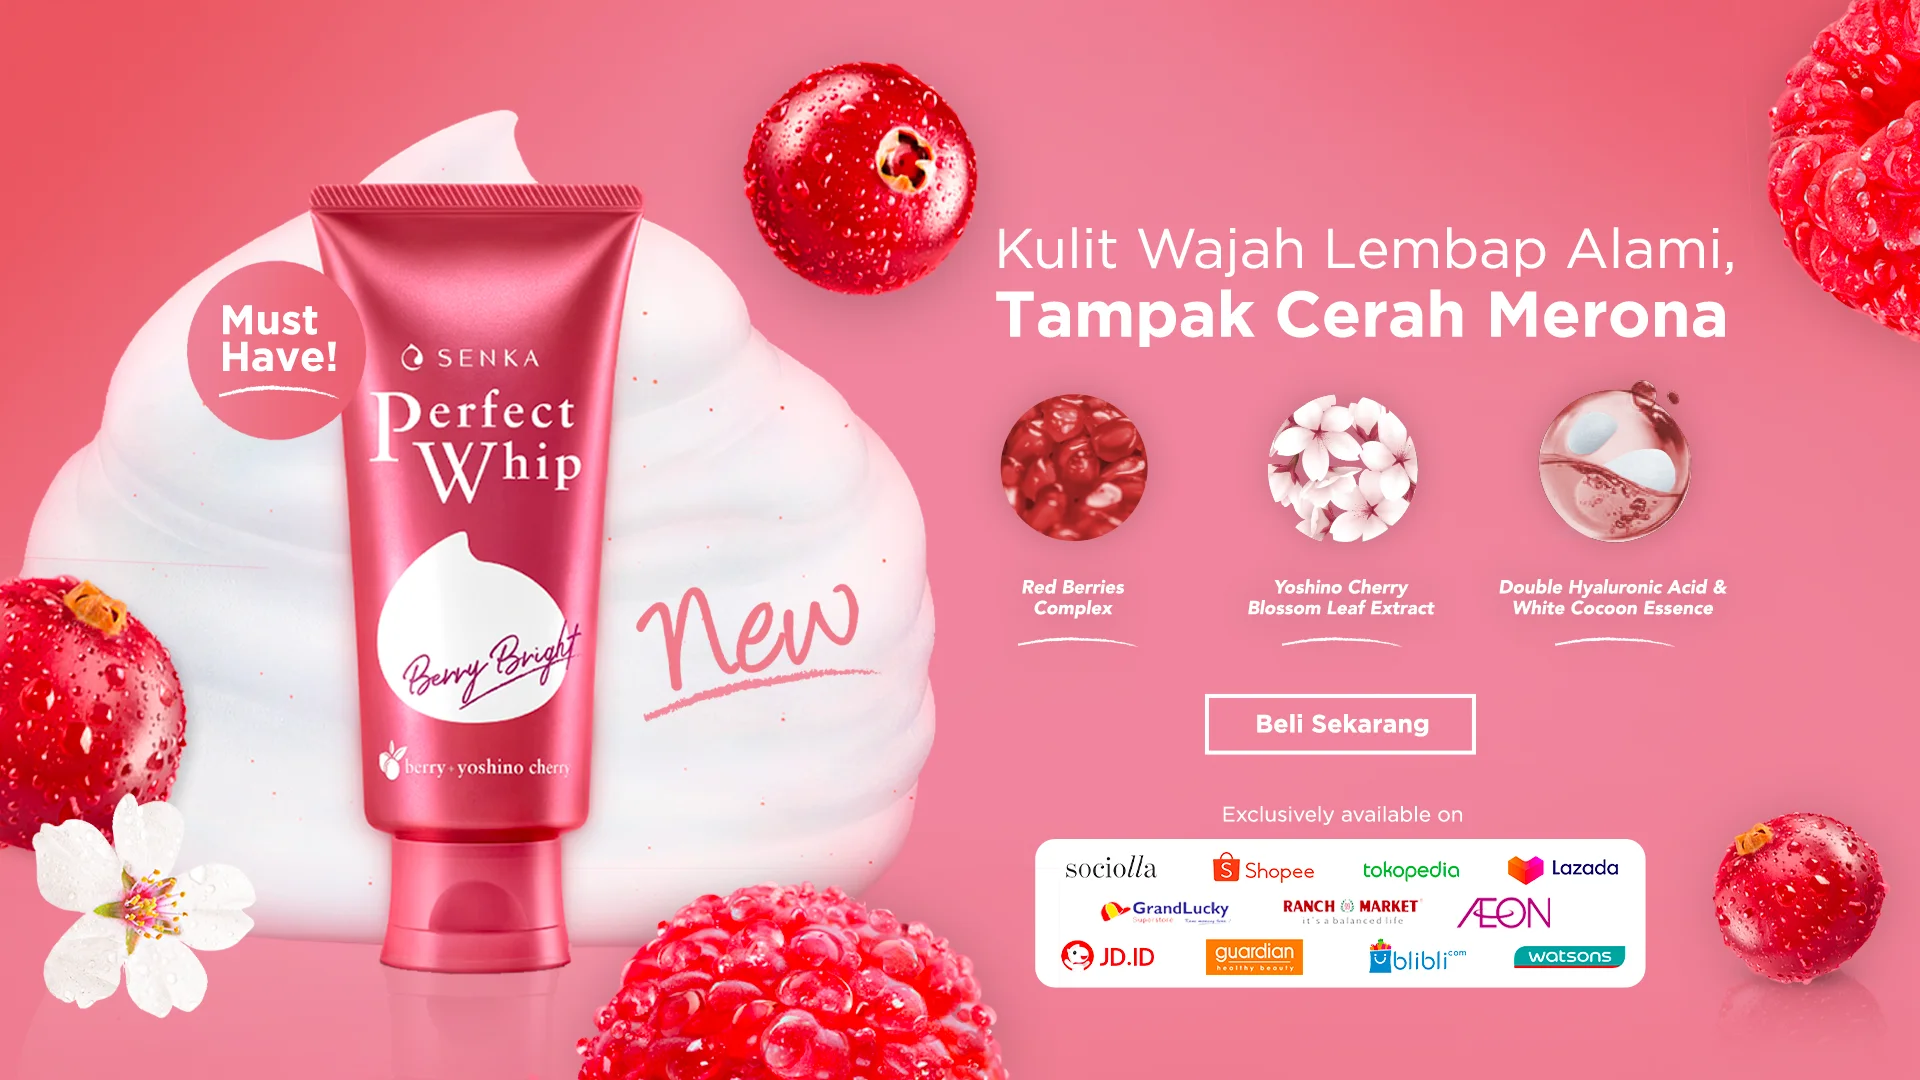 Must
Have!
SENKA
Perfect
Whip
Berry Bright
berry + yoshino cherry
New
Kulit Wajah Lembap Alami,
Tampak Cerah Merona
Red Berries
Complex
Yoshino Cherry
Blossom Leaf Extract
Double Hyaluronic Acid &
White Cocoon Essence
Beli Sekarang
Exclusively available on
sociolla
Shopee
tokopedia
Lazada
GrandLucky
Superstore
RANCH MARKET
it's a balanced life
ÆON
JD.ID
guardian
healthy beauty
blibli.com
watsons